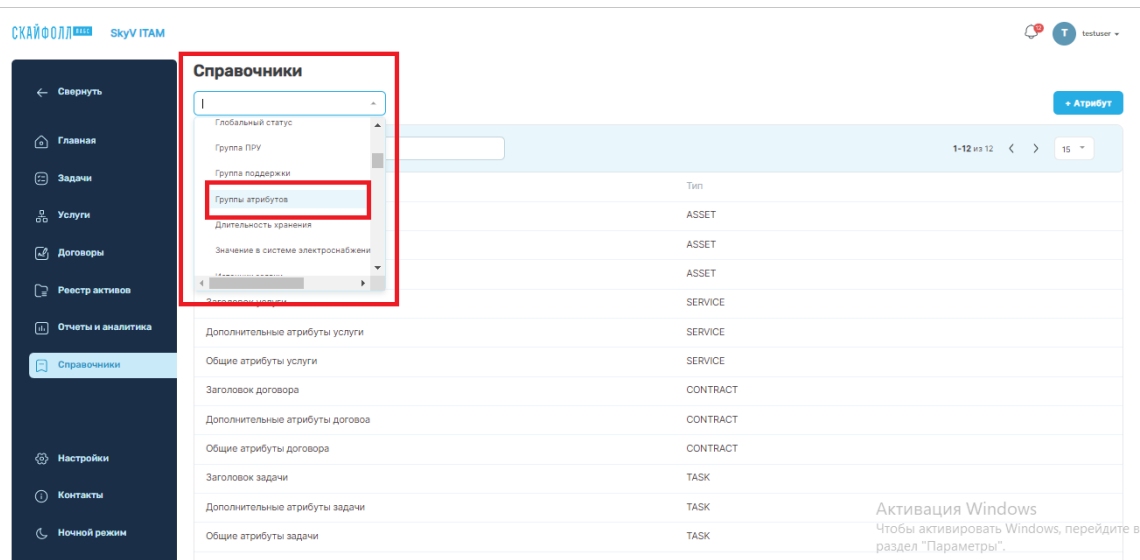 СКАЙФОЛЛ SkyV ITAM
T testuser
Справочники
Свернуть
+ Атрибут
Глобальный статус
Главная
Группа ПРУ
1-12 из 12
15
Задачи
Группа поддержки
Группы атрибутов
Тип
Услуги
ASSET
Длительность хранения
Договоры
Значение в системе электроснабжени
ASSET
ASSET
Реестр активов
Заголовок услуги
SERVICE
Отчеты и аналитика
Дополнительные атрибуты услуги
SERVICE
Справочники
Общие атрибуты услуги
SERVICE
Заголовок договора
CONTRACT
Дополнительные атрибуты договоа
CONTRACT
Общие атрибуты договора
CONTRACT
Настройки
Заголовок задачи
TASK
Контакты
Дополнительные атрибуты задачи
TASK
Ночной режим
Общие атрибуты задачи
TASK
Активация Windows
Чтобы активировать Windows, перейдите в
раздел "Параметры".